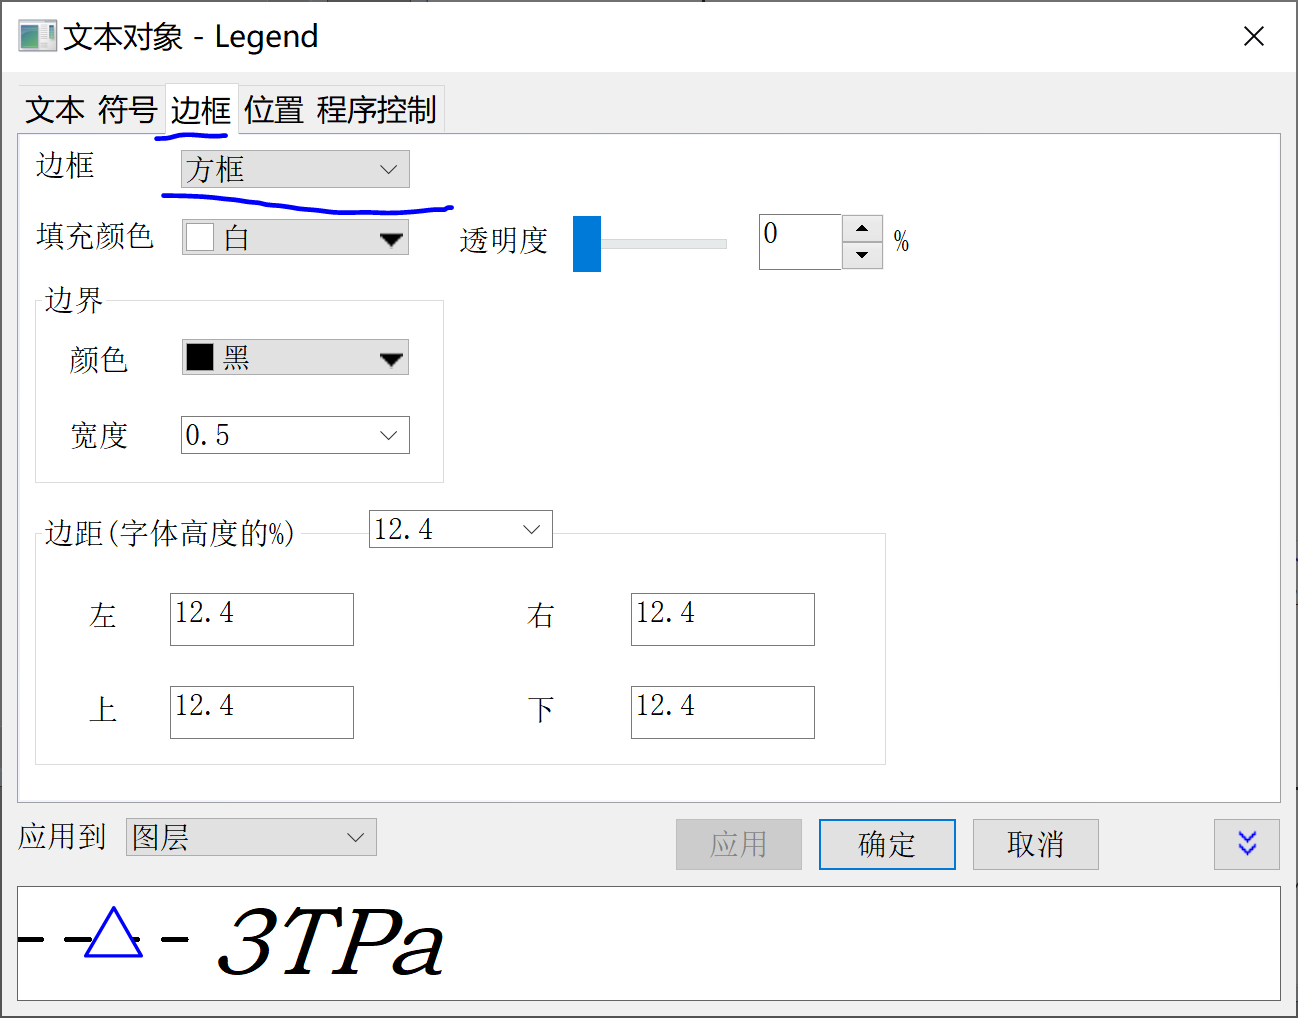 文本对象 - Legend
文本 符号 边框 位置 程序控制
边框 方框
填充颜色 白 透明度 0 %
边界
颜色 黑
宽度 0.5
边距(字体高度的%) 12.4
左 12.4 右 12.4
上 12.4 下 12.4
应用到 图层 应用 确定 取消
3TPa